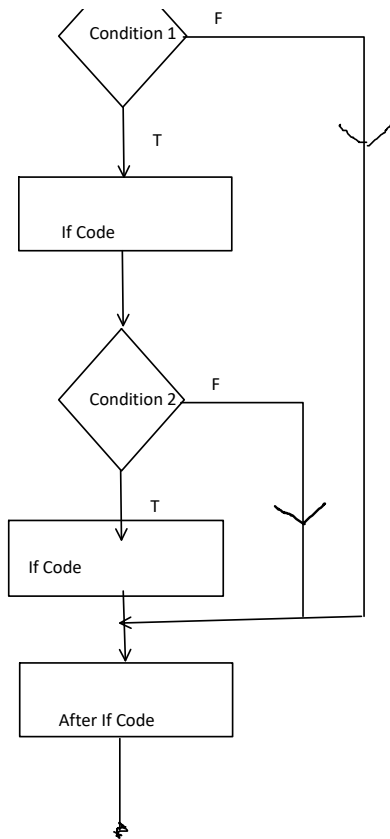 F
Condition 1
T
If Code
F
Condition 2
T
If Code
After If Code